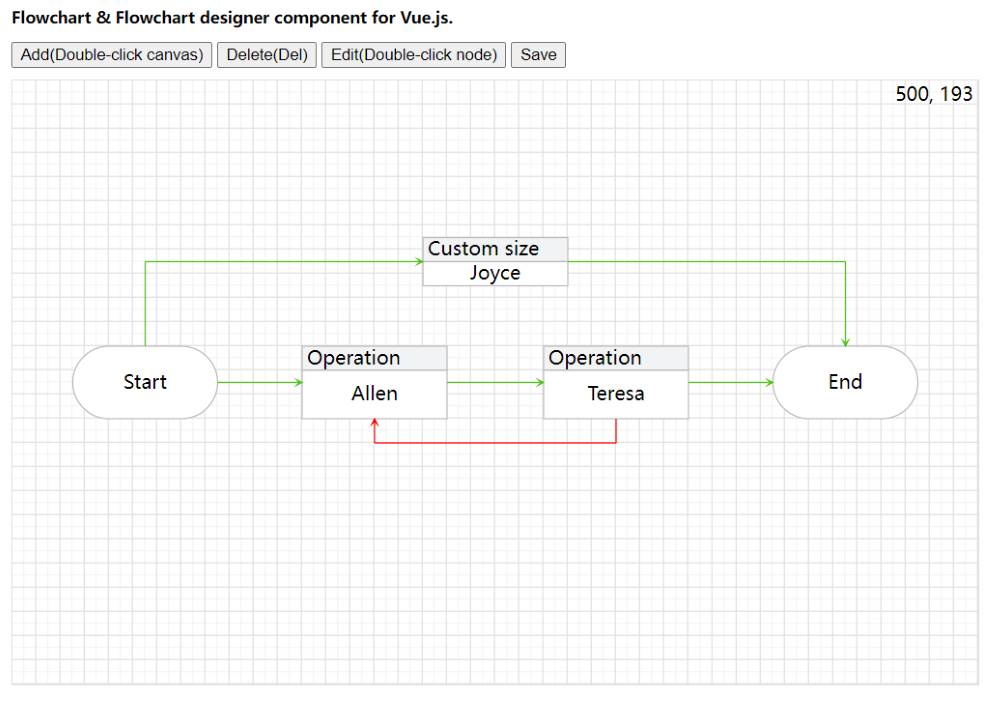 Flowchart & Flowchart designer component for Vue.js.
Add(Double-click canvas) Delete(Del) Edit(Double-click node) Save
500, 193
Custom size
Joyce
Start
Operation
Allen
Operation
Teresa
End